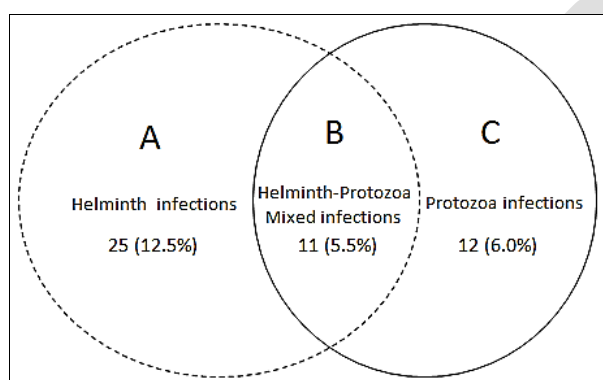 A
B
C
Helminth infections
25 (12.5%)
Helminth-Protozoa
Mixed infections
11 (5.5%)
Protozoa infections
12 (6.0%)